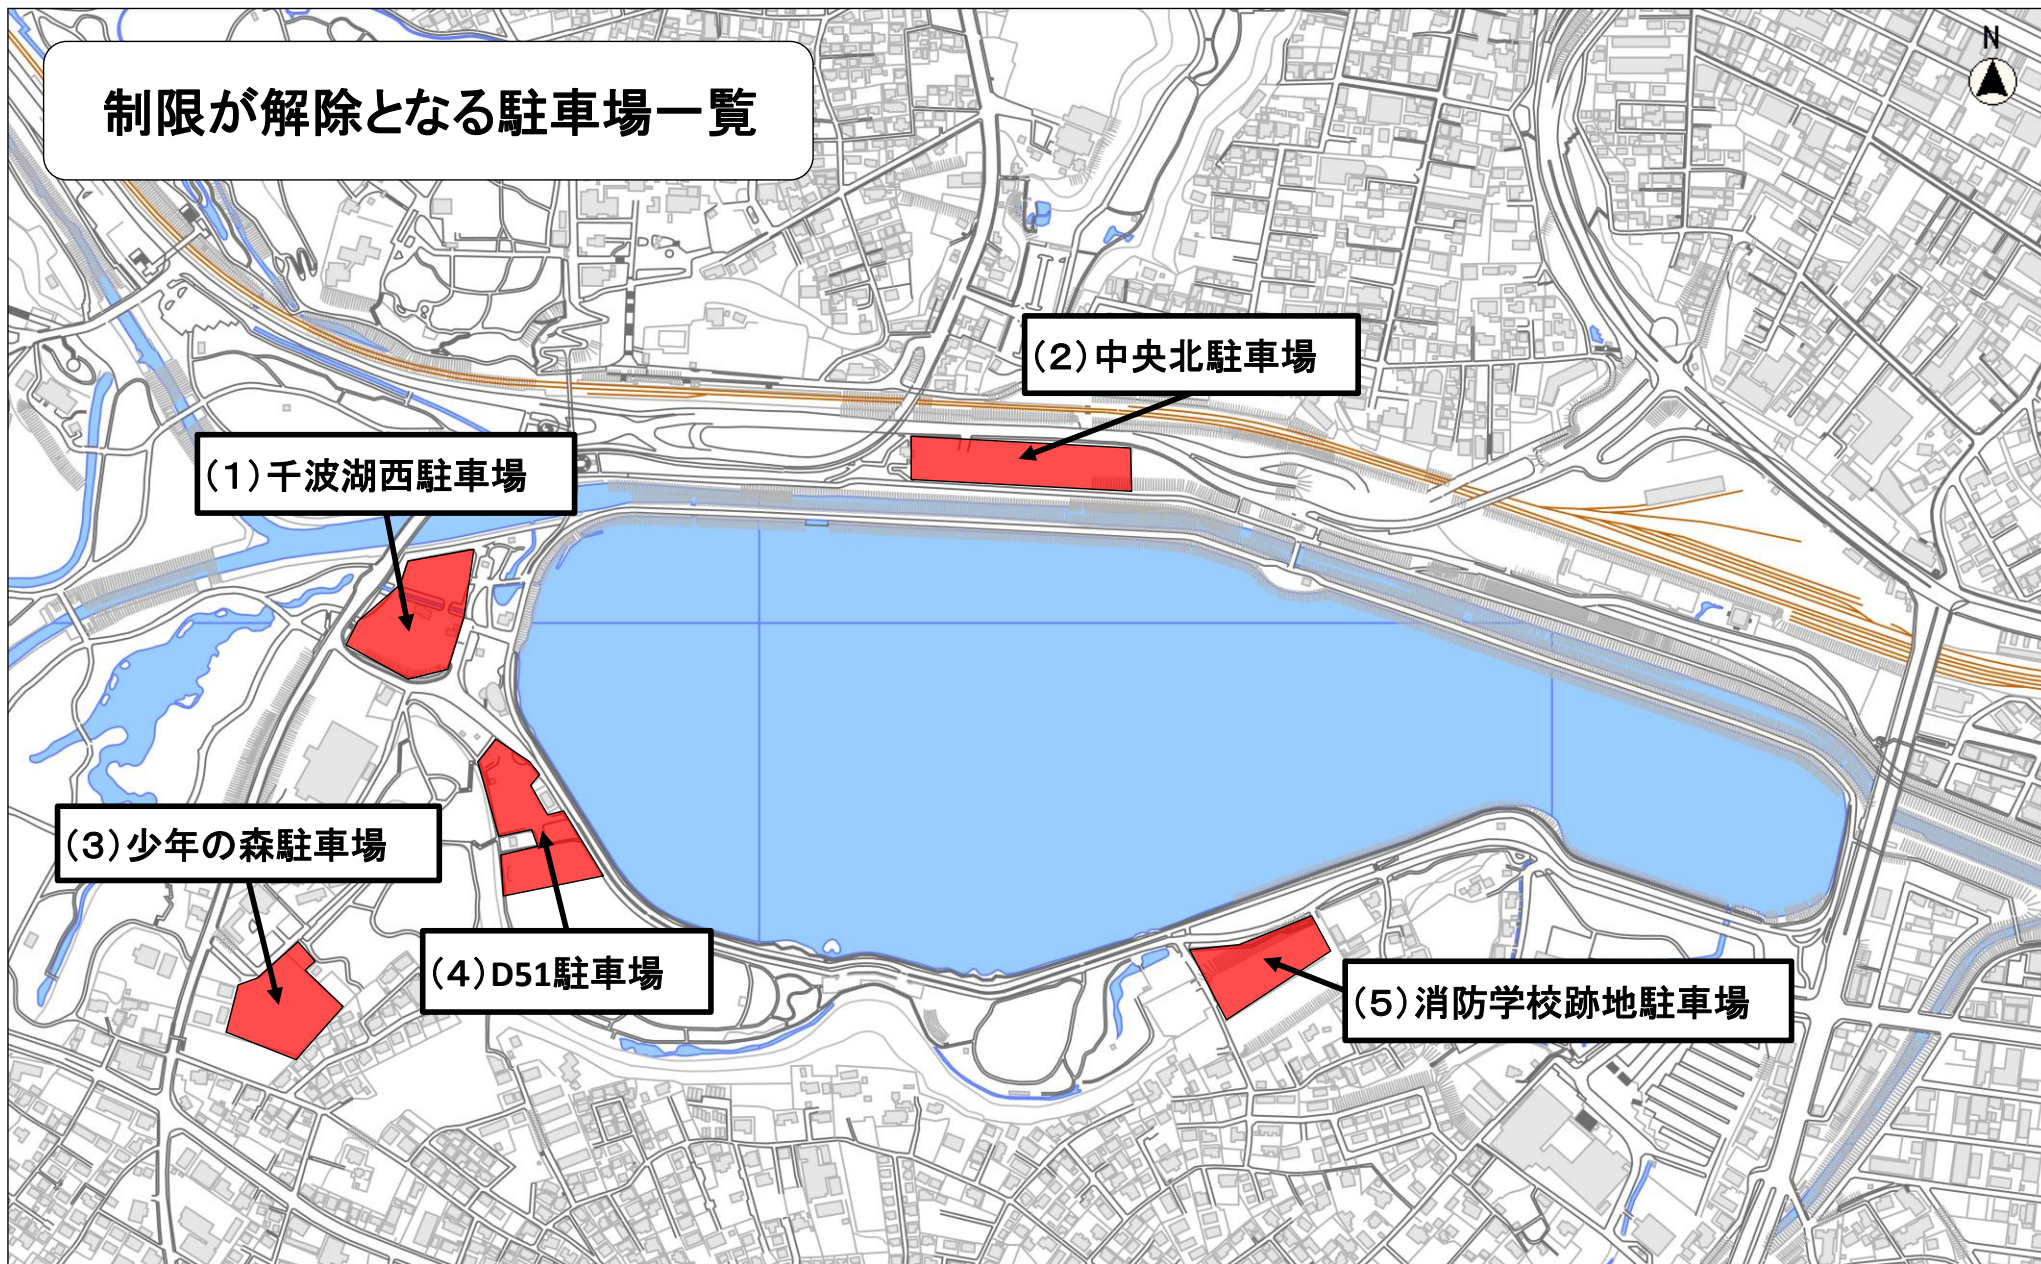 制限が解除となる駐車場一覧
N
(2)中央北駐車場
(1)千波湖西駐車場
(3)少年の森駐車場
(4)D51駐車場
(5)消防学校跡地駐車場